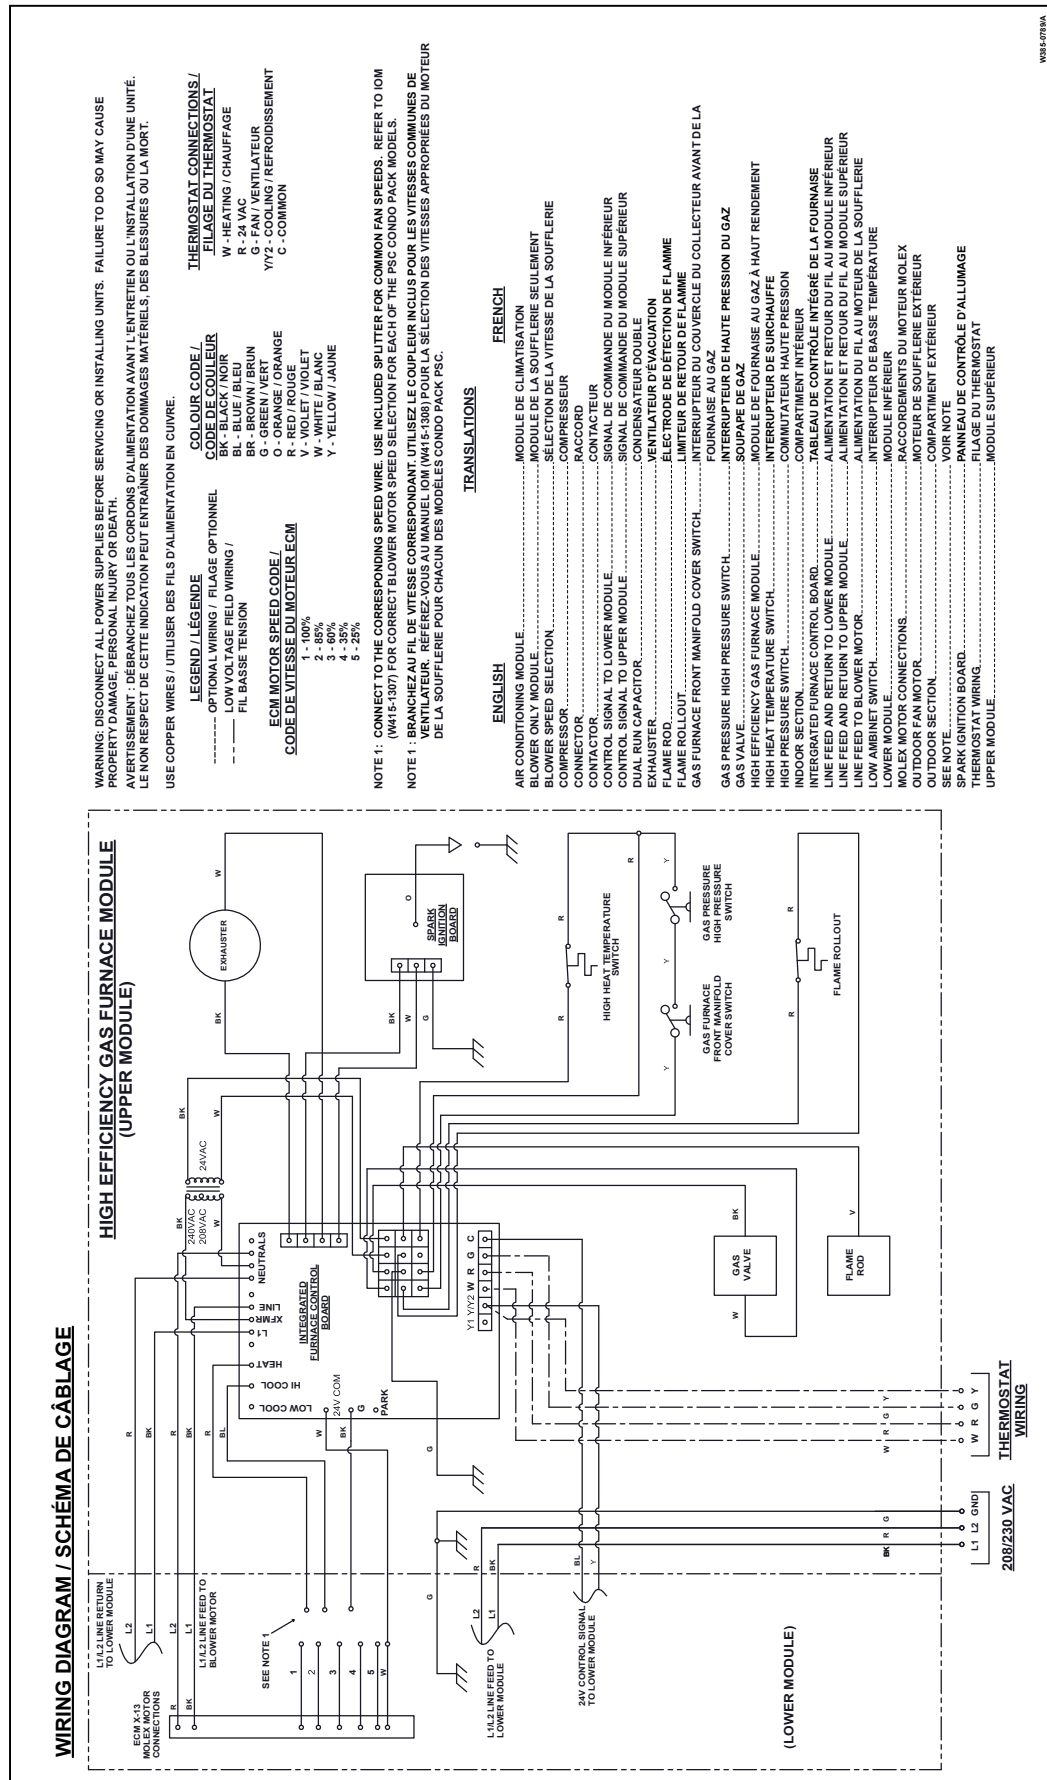 WIRING DIAGRAM / SCHÉMA DE CÂBLAGE
HIGH EFFICIENCY GAS FURNACE MODULE
(UPPER MODULE)
L1/L2 LINE RETURN
TO LOWER MODULE
L2
L1
R
BK
L1/L2 LINE FEED TO
BLOWER MOTOR
L2
L1
R
BK
ECM X-13
MOLEX MOTOR
CONNECTIONS
R
BK
SEE NOTE 1
1
2
3
4
5
W
R
BL
W
BK
LOW COOL
HI COOL
HEAT
L1
XFMR
LINE
NEUTRALS
24V COM
G
PARK
INTEGRATED
FURNACE CONTROL
BOARD
BK
240VAC
208VAC
W
24VAC
BK
W
BK
EXHAUSTER
W
BK
W
G
O
SPARK
IGNITION
BOARD
R
HIGH HEAT TEMPERATURE
SWITCH
R
R
Y
GAS FURNACE
FRONT MANIFOLD
COVER SWITCH
Y
GAS PRESSURE
HIGH PRESSURE
SWITCH
Y
R
FLAME ROLLOUT
R
Y1 Y/Y2 W R G C
W
GAS
VALVE
BK
FLAME
ROD
V
G
G
L1/L2 LINE FEED TO
LOWER MODULE
L2
L1
R
BK
24V CONTROL SIGNAL
TO LOWER MODULE
BL
Y
BK R G
L1 L2 GND
208/230 VAC
W R G Y
W R G Y
THERMOSTAT
WIRING
(LOWER MODULE)
WARNING: DISCONNECT ALL POWER SUPPLIES BEFORE SERVICING OR INSTALLING UNITS. FAILURE TO DO SO MAY CAUSE
PROPERTY DAMAGE, PERSONAL INJURY OR DEATH.
AVERTISSEMENT : DÉBRANCHEZ TOUS LES CORDONS D'ALIMENTATION AVANT L'ENTRETIEN OU L'INSTALLATION D'UNE UNITÉ.
LE NON RESPECT DE CETTE INDICATION PEUT ENTRAÎNER DES DOMMAGES MATÉRIELS, DES BLESSURES OU LA MORT.
USE COPPER WIRES / UTILISER DES FILS D'ALIMENTATION EN CUIVRE.
LEGEND / LÉGENDE
OPTIONAL WIRING / FILAGE OPTIONNEL
LOW VOLTAGE FIELD WIRING /
FIL BASSE TENSION
ECM MOTOR SPEED CODE /
CODE DE VITESSE DU MOTEUR ECM
1 - 100%
2 - 85%
3 - 60%
4 - 35%
5 - 25%
COLOUR CODE /
CODE DE COULEUR
BK - BLACK / NOIR
BL - BLUE / BLEU
BR - BROWN / BRUN
G - GREEN / VERT
O - ORANGE / ORANGE
R - RED / ROUGE
V - VIOLET / VIOLET
W - WHITE / BLANC
Y - YELLOW / JAUNE
THERMOSTAT CONNECTIONS /
FILAGE DU THERMOSTAT
W - HEATING / CHAUFFAGE
R - 24 VAC
G - FAN / VENTILATEUR
Y/Y2 - COOLING / REFROIDISSEMENT
C - COMMON
NOTE 1: CONNECT TO THE CORRESPONDING SPEED WIRE. USE INCLUDED SPLITTER FOR COMMON FAN SPEEDS. REFER TO IOM
(W415-1307) FOR CORRECT BLOWER MOTOR SPEED SELECTION FOR EACH OF THE PSC CONDO PACK MODELS.
NOTE 1 : BRANCHEZ AU FIL DE VITESSE CORRESPONDANT. UTILISEZ LE COUPLEUR INCLUS POUR LES VITESSES COMMUNES DE
VENTILATEUR. RÉFÉREZ-VOUS AU MANUEL IOM (W415-1308) POUR LA SÉLECTION DES VITESSES APPROPRIÉES DU MOTEUR
DE LA SOUFFLERIE POUR CHACUN DES MODÈLES CONDO PACK PSC.
TRANSLATIONS
ENGLISH FRENCH
AIR CONDITIONING MODULE MODULE DE CLIMATISATION
BLOWER ONLY MODULE MODULE DE LA SOUFFLERIE SEULEMENT
BLOWER SPEED SELECTION SÉLECTION DE LA VITESSE DE LA SOUFFLERIE
COMPRESSOR COMPRESSEUR
CONNECTOR RACCORD
CONTACTOR CONTACTEUR
CONTROL SIGNAL TO LOWER MODULE SIGNAL DE COMMANDE DU MODULE INFÉRIEUR
CONTROL SIGNAL TO UPPER MODULE SIGNAL DE COMMANDE DU MODULE SUPÉRIEUR
DUAL RUN CAPACITOR CONDENSATEUR DOUBLE
EXHAUSTER VENTILATEUR D'ÉVACUATION
FLAME ROD ÉLECTRODE DE DÉTECTION DE FLAMME
FLAME ROLLOUT LIMITEUR DE RETOUR DE FLAMME
GAS FURNACE FRONT MANIFOLD COVER SWITCH INTERRUPTEUR DU COUVERCLE DU COLLECTEUR AVANT DE LA
FOURNAISE AU GAZ
GAS PRESSURE HIGH PRESSURE SWITCH INTERRUPTEUR DE HAUTE PRESSION DU GAZ
GAS VALVE SOUPAPE DE GAZ
HIGH EFFICIENCY GAS FURNACE MODULE MODULE DE FOURNAISE AU GAZ À HAUT RENDEMENT
HIGH HEAT TEMPERATURE SWITCH INTERRUPTEUR DE SURCHAUFFE
HIGH PRESSURE SWITCH COMMUTATEUR HAUTE PRESSION
INDOOR SECTION COMPARTIMENT INTÉRIEUR
INTERGRATED FURNACE CONTROL BOARD TABLEAU DE CONTRÔLE INTÉGRÉ DE LA FOURNAISE
LINE FEED AND RETURN TO LOWER MODULE ALIMENTATION ET RETOUR DU FIL AU MODULE INFÉRIEUR
LINE FEED AND RETURN TO UPPER MODULE ALIMENTATION ET RETOUR DU FIL AU MODULE SUPÉRIEUR
LINE FEED TO BLOWER MOTOR ALIMENTATION DU FIL AU MOTEUR DE LA SOUFFLERIE
LOW AMBINET SWITCH INTERRUPTEUR DE BASSE TEMPÉRATURE
LOWER MODULE MODULE INFÉRIEUR
MOLEX MOTOR CONNECTIONS RACCORDEMENTS DU MOTEUR MOLEX
OUTDOOR FAN MOTOR MOTEUR DE SOUFFLERIE EXTÉRIEUR
OUTDOOR SECTION COMPARTIMENT EXTÉRIEUR
SEE NOTE VOIR NOTE
SPARK IGNITION BOARD PANNEAU DE CONTRÔLE D'ALLUMAGE
THERMOSTAT WIRING FILAGE DU THERMOSTAT
UPPER MODULE MODULE SUPÉRIEUR
W385-0789/A